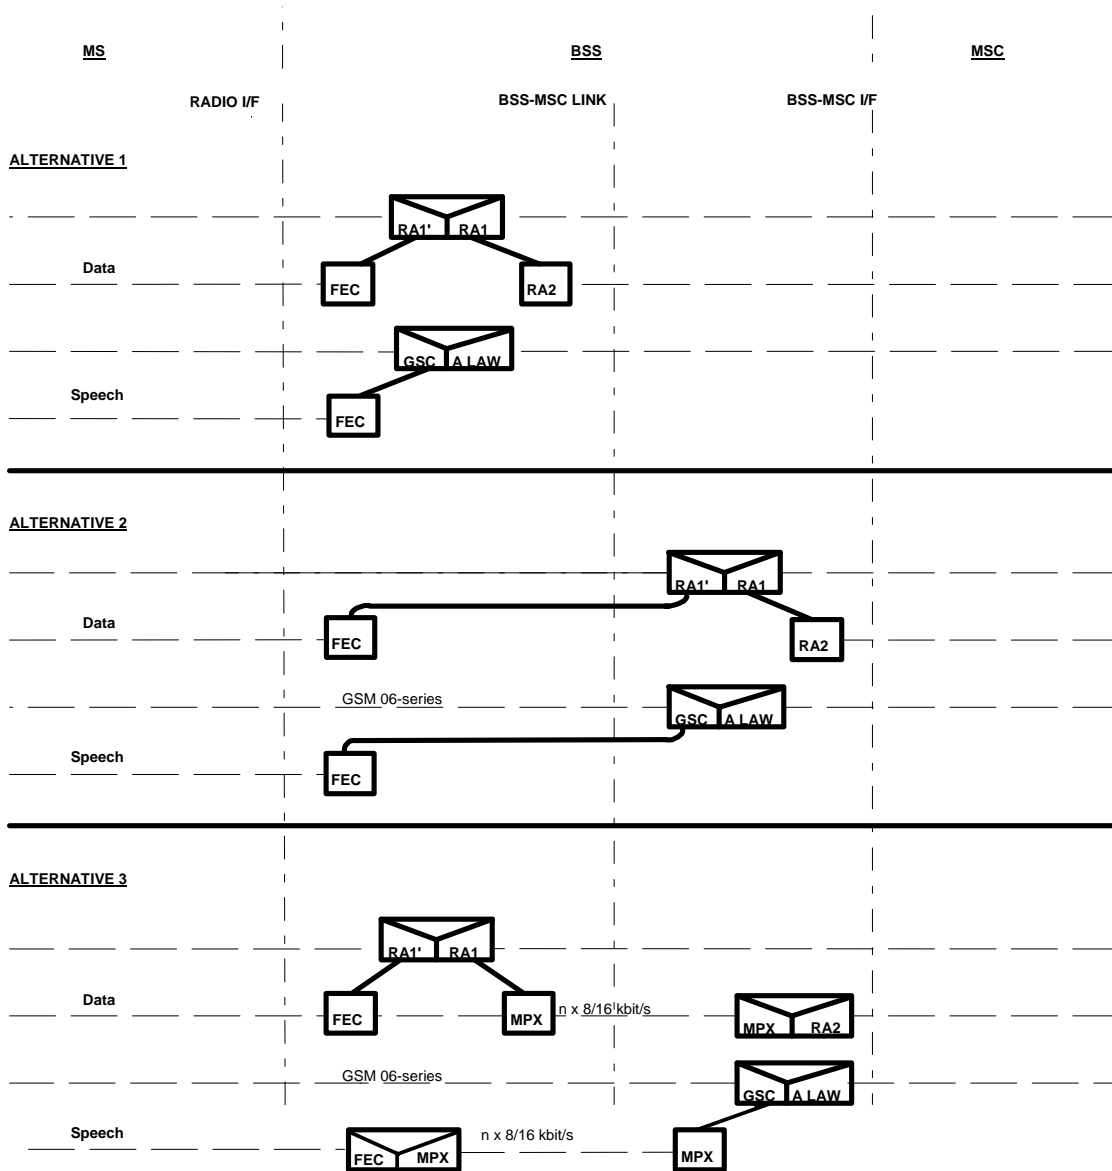 MS BSS MSC
RADIO I/F BSS-MSC LINK BSS-MSC I/F
ALTERNATIVE 1
RA1' RA1
Data
FEC RA2
GSC A LAW
Speech
FEC
ALTERNATIVE 2
RA1' RA1
Data
FEC RA2
GSM 06-series
GSC A LAW
Speech
FEC
ALTERNATIVE 3
RA1' RA1
Data
FEC MPX n x 8/16 kbit/s MPX RA2
GSM 06-series
GSC A LAW
Speech
FEC MPX n x 8/16 kbit/s MPX